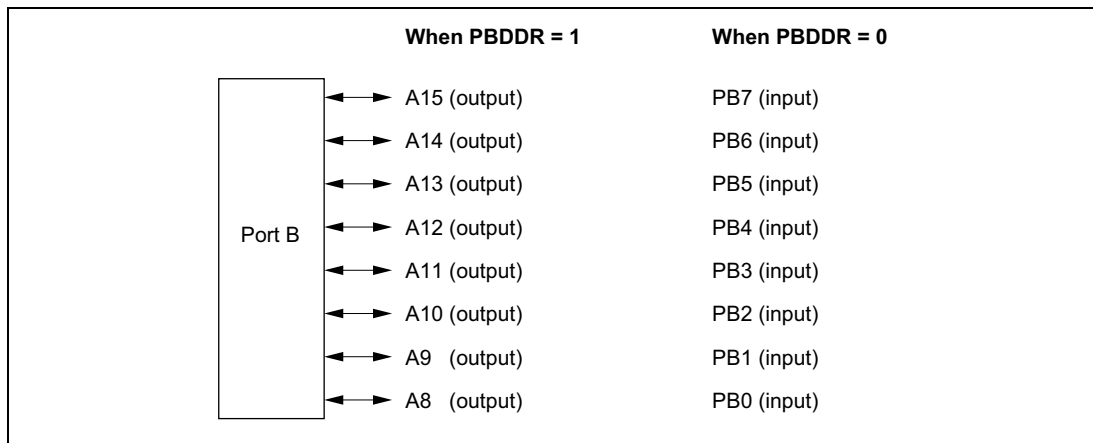 When PBDDR = 1 When PBDDR = 0
A15 (output) PB7 (input)
A14 (output) PB6 (input)
A13 (output) PB5 (input)
Port B A12 (output) PB4 (input)
A11 (output) PB3 (input)
A10 (output) PB2 (input)
A9 (output) PB1 (input)
A8 (output) PB0 (input)